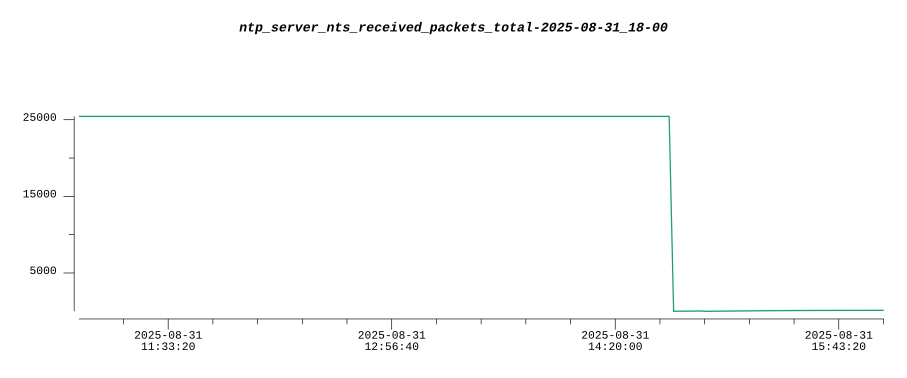 ntp_server_nts_received_packets_total-2025-08-31_18-00
25000
15000
5000
2025-08-31 2025-08-31 2025-08-31 2025-08-31
11:33:20 12:56:40 14:20:00 15:43:20